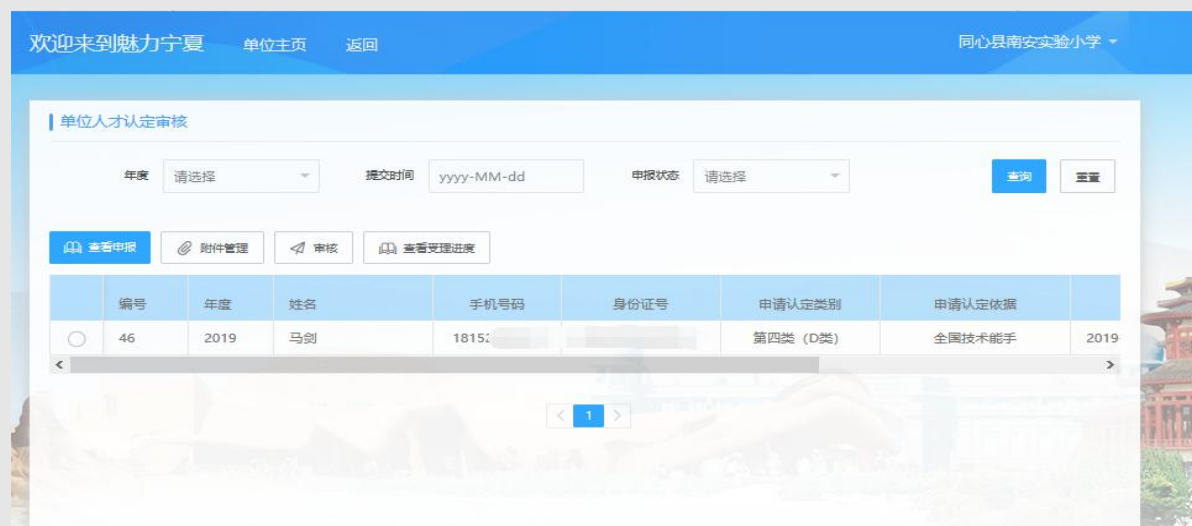 欢迎来到魅力宁夏 单位主页 返回 同心县南安实验小学
单位人才认定审核
年度 请选择 提交时间 yyyy-MM-dd 申报状态 请选择 查询 重置
查看申报 附件管理 审核 查看受理进度
编号 年度 姓名 手机号码 身份证号 申请认定类别 申请认定依据
46 2019 马剑 1815 第四类（D类） 全国技术能手 2019
< >
< 1 >